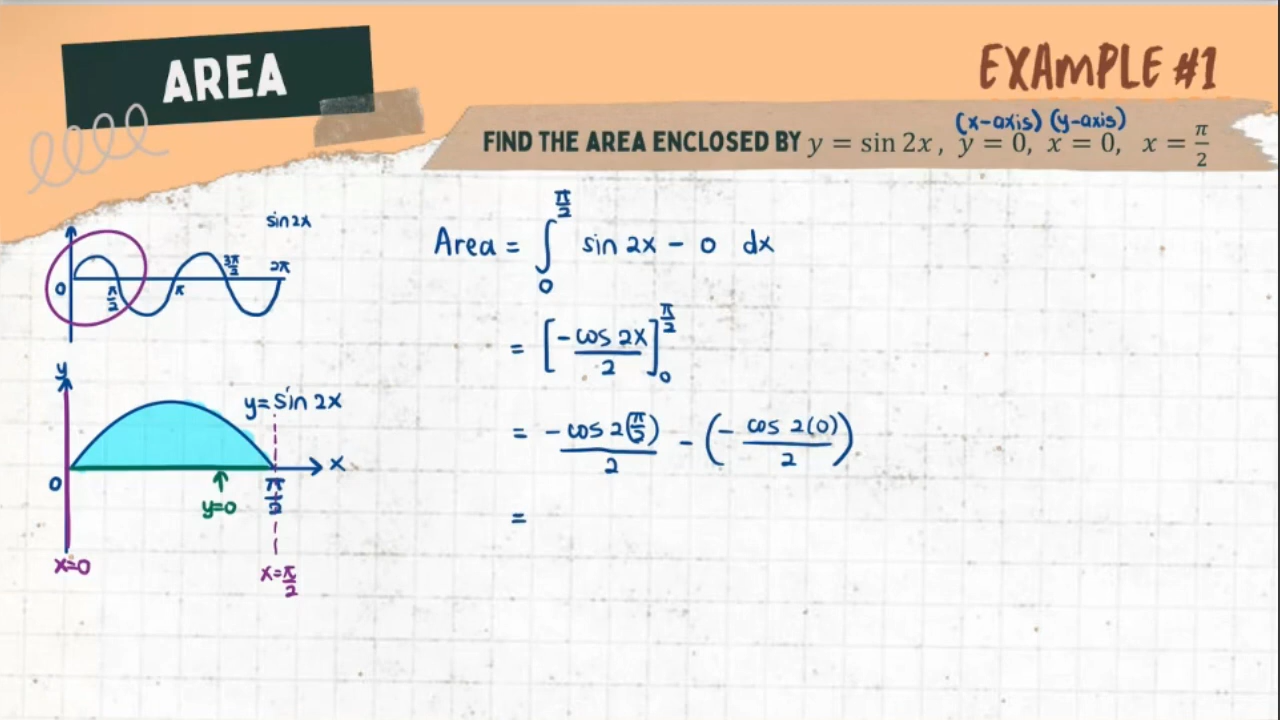 AREA
EXAMPLE #1
(x-axis) (y-axis)
FIND THE AREA ENCLOSED BY y = sin 2x , y = 0, x = 0, x = π/2
sin 2x
0 π/2 π 3π/2 2π
y
y = sin 2x
x
0
π/2
y=0
x=0
x=π/2
Area = ∫₀^(π/2) sin 2x - 0 dx
= [-cos 2x / 2]₀^(π/2)
= -cos 2(π/2) / 2 - (- cos 2(0) / 2)
=